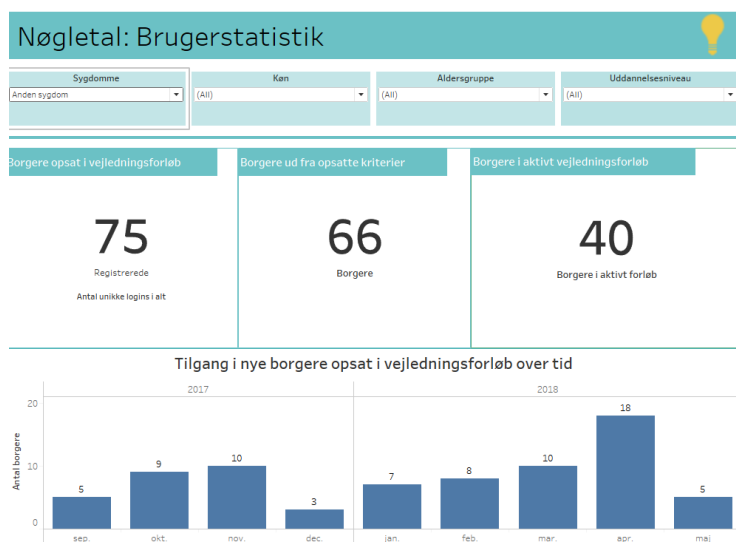 Nøgletal: Brugerstatistik
Sygdomme Køn Aldersgruppe Uddannelsesniveau
Anden sygdom (All) (All) (All)
Borgere opsat i vejledningsforløb Borgere ud fra opsatte kriterier Borgere i aktivt vejledningsforløb
75 66 40
Registrerede Borgere Borgere i aktivt forløb
Antal unikke logins i alt
Tilgang i nye borgere opsat i vejledningsforløb over tid
2017 2018
20
18
10
10 10
9
8
7
5 5
3
0
Antal borgere
sep. okt. nov. dec. jan. feb. mar. apr. maj